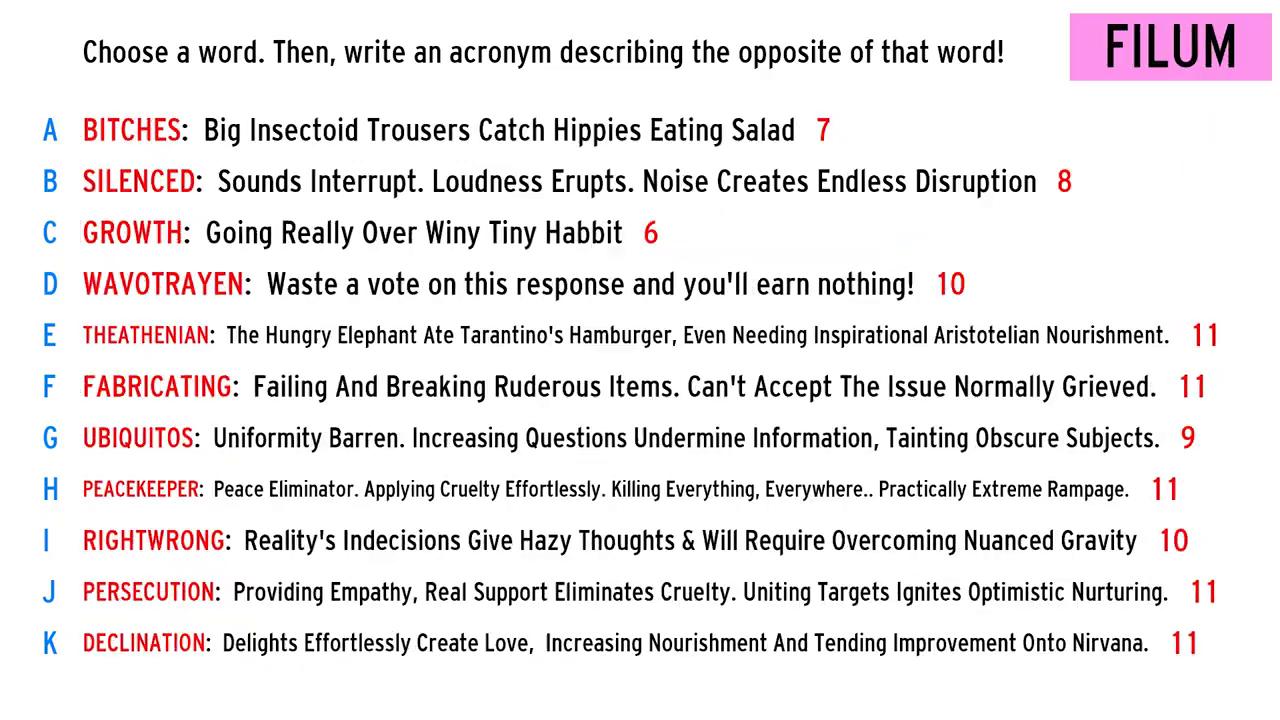 Choose a word. Then, write an acronym describing the opposite of that word!
FILUM
A BITCHES: Big Insectoid Trousers Catch Hippies Eating Salad 7
B SILENCED: Sounds Interrupt. Loudness Erupts. Noise Creates Endless Disruption 8
C GROWTH: Going Really Over Winy Tiny Habbit 6
D WAVOTRAYEN: Waste a vote on this response and you'll earn nothing! 10
E THEATHENIAN: The Hungry Elephant Ate Tarantino's Hamburger, Even Needing Inspirational Aristotelian Nourishment. 11
F FABRICATING: Failing And Breaking Ruderous Items. Can't Accept The Issue Normally Grieved. 11
G UBIQUITOS: Uniformity Barren. Increasing Questions Undermine Information, Tainting Obscure Subjects. 9
H PEACEKEEPER: Peace Eliminator. Applying Cruelty Effortlessly. Killing Everything, Everywhere.. Practically Extreme Rampage. 11
I RIGHTWRONG: Reality's Indecisions Give Hazy Thoughts & Will Require Overcoming Nuanced Gravity 10
J PERSECUTION: Providing Empathy, Real Support Eliminates Cruelty. Uniting Targets Ignites Optimistic Nurturing. 11
K DECLINATION: Delights Effortlessly Create Love, Increasing Nourishment And Tending Improvement Onto Nirvana. 11